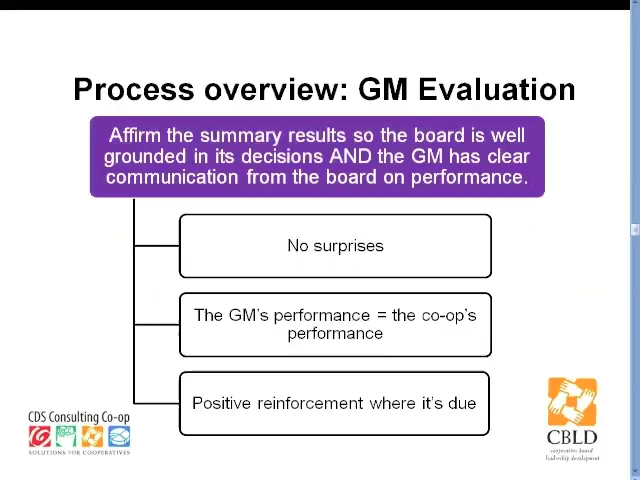 Process overview: GM Evaluation
Affirm the summary results so the board is well
grounded in its decisions AND the GM has clear
communication from the board on performance.
No surprises
The GM's performance = the co-op's
performance
Positive reinforcement where it's due
CDS Consulting Co-op
SOLUTIONS FOR COOPERATIVES
CBLD
cooperative board
leadership development